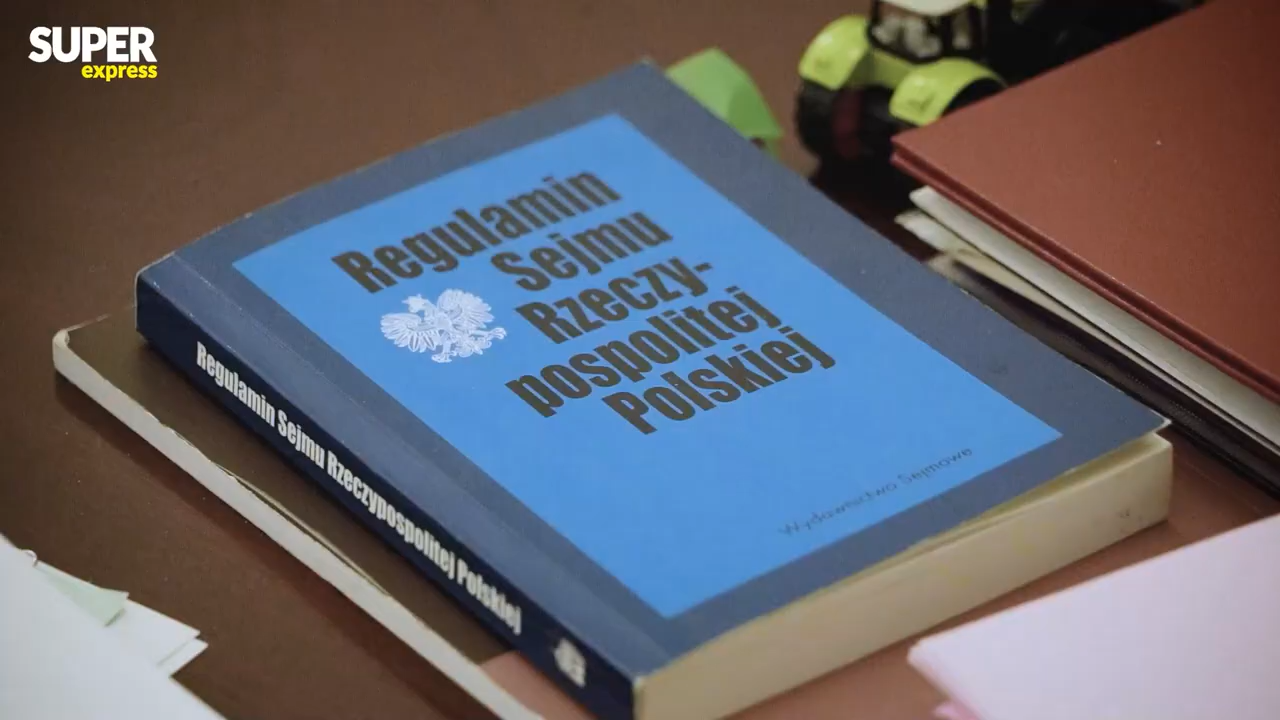 SUPER
express
Regulamin
Sejmu
Rzeczy-
pospolitej
Polskiej
Wydawnictwo Sejmowe
Regulamin Sejmu Rzeczypospolitej Polskiej